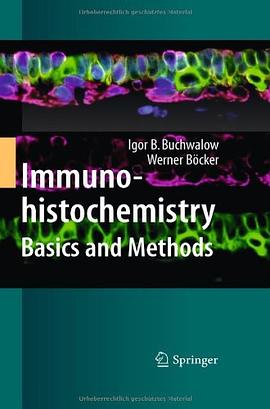 Urheberrechtlich geschütztes Material
Igor B. Buchwalow
Werner Böcker
Immuno-
histochemistry
Basics and Methods
Springer
Urheberrechtlich geschütztes Material